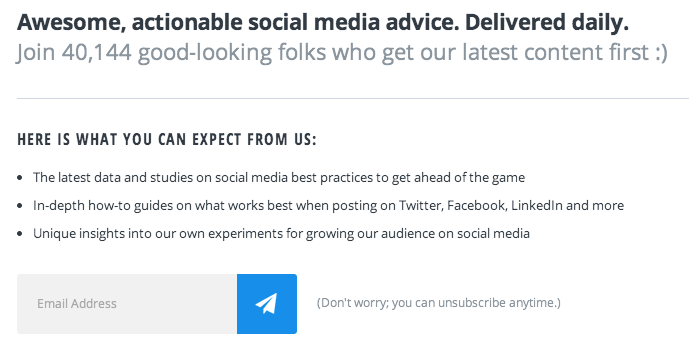 Awesome, actionable social media advice. Delivered daily.
Join 40,144 good-looking folks who get our latest content first :)
HERE IS WHAT YOU CAN EXPECT FROM US:
• The latest data and studies on social media best practices to get ahead of the game
• In-depth how-to guides on what works best when posting on Twitter, Facebook, LinkedIn and more
• Unique insights into our own experiments for growing our audience on social media
Email Address
(Don't worry; you can unsubscribe anytime.)